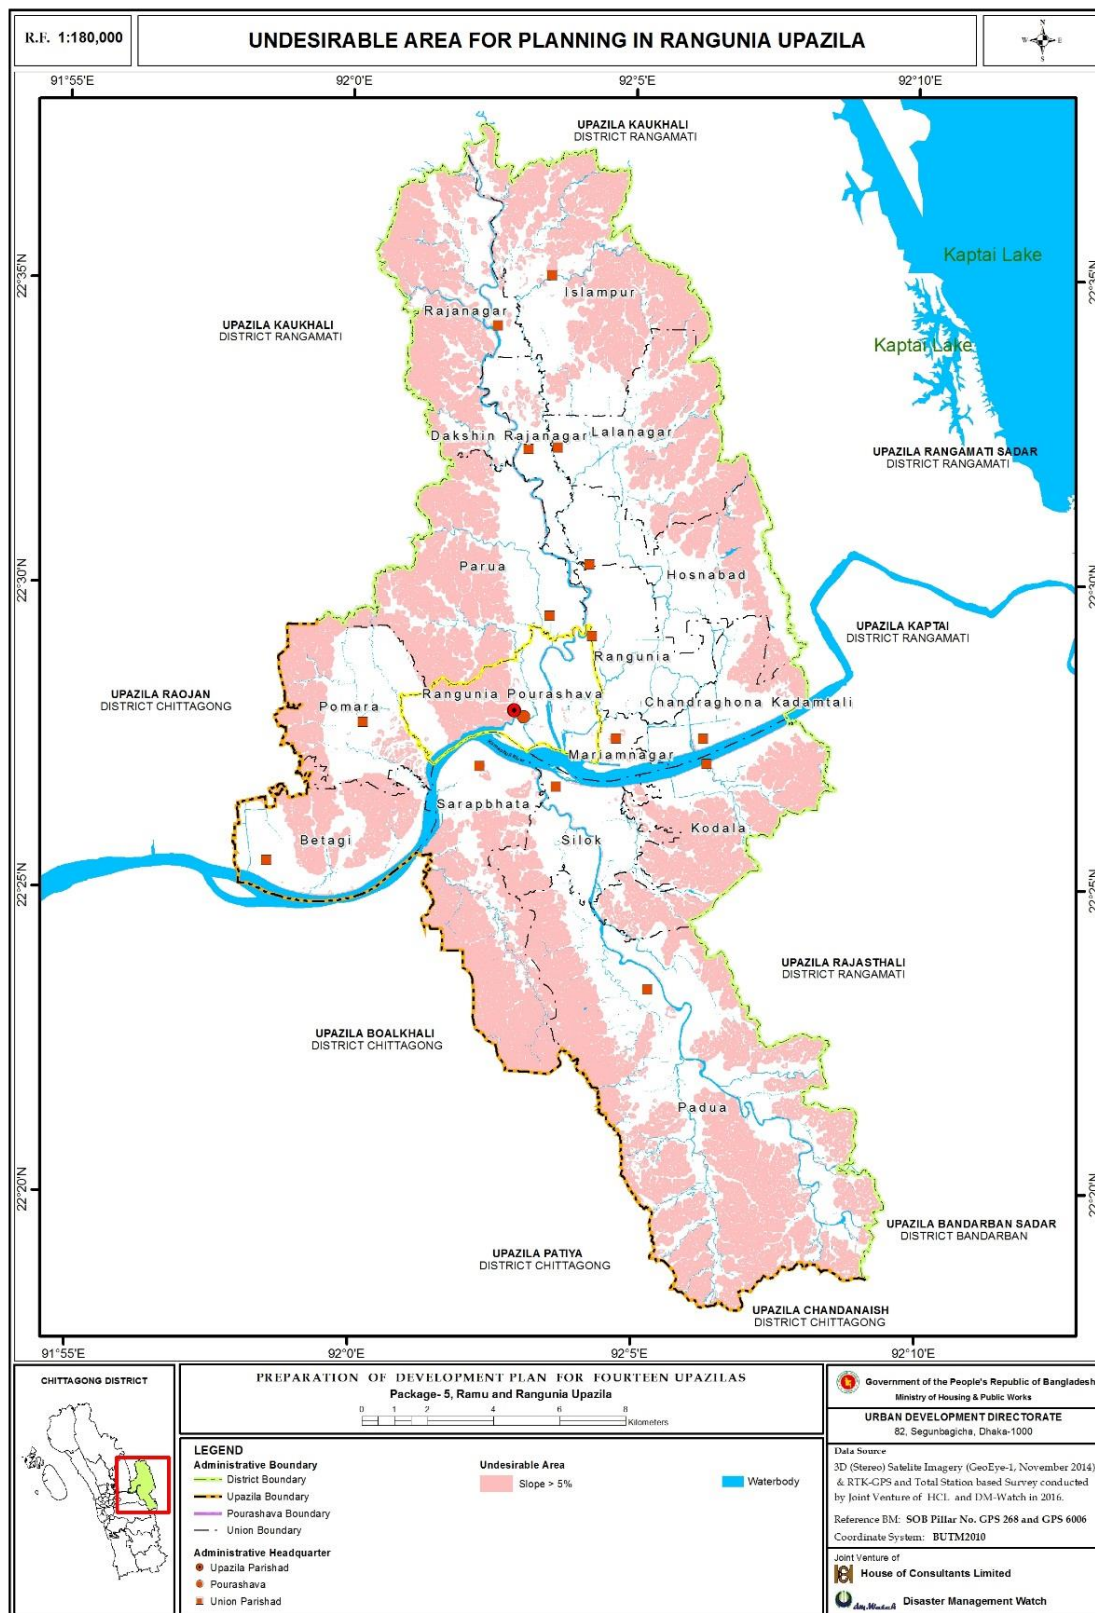 R.F. 1:180,000
UNDESIRABLE AREA FOR PLANNING IN RANGUNIA UPAZILA
N
W E
S
91°55'E 92°0'E 92°5'E 92°10'E
UPAZILA KAUKHALI
DISTRICT RANGAMATI
Kaptai Lake
22°35'N 22°35'N
Islampur
Rajanagar
UPAZILA KAUKHALI
DISTRICT RANGAMATI
Kaptai Lake
Dakshin Rajanagar Lalanagar
UPAZILA RANGAMATI SADAR
DISTRICT RANGAMATI
Parua
Hosnabad
22°30'N 22°30'N
UPAZILA KAPTAI
DISTRICT RANGAMATI
Rangunia
UPAZILA RAOJAN
DISTRICT CHITTAGONG
Rangunia Pourashava
Pomara
Chandraghona Kadamtali
Mariamnagar
Sarapbhata
Kodala
Betagi
Silok
22°25'N 22°25'N
UPAZILA RAJASTHALI
DISTRICT RANGAMATI
UPAZILA BOALKHALI
DISTRICT CHITTAGONG
Padua
22°20'N 22°20'N
UPAZILA BANDARBAN SADAR
DISTRICT BANDARBAN
UPAZILA PATIYA
DISTRICT CHITTAGONG
UPAZILA CHANDANAISH
DISTRICT CHITTAGONG
91°55'E 92°0'E 92°5'E 92°10'E
CHITTAGONG DISTRICT
PREPARATION OF DEVELOPMENT PLAN FOR FOURTEEN UPAZILAS
Package- 5, Ramu and Rangunia Upazila
0 1 2 4 6 8
Kilometers
LEGEND
Administrative Boundary
District Boundary
Upazila Boundary
Pourashava Boundary
Union Boundary
Administrative Headquarter
Upazila Parishad
Pourashava
Union Parishad
Undesirable Area
Slope > 5%
Waterbody
Government of the People's Republic of Bangladesh
Ministry of Housing & Public Works
URBAN DEVELOPMENT DIRECTORATE
82, Segunbagicha, Dhaka-1000
Data Source
3D (Stereo) Satelite Imagery (GeoEye-1, November 2014)
& RTK-GPS and Total Station based Survey conducted
by Joint Venture of HCL and DM-Watch in 2016.
Reference BM: SOB Pillar No. GPS 268 and GPS 6006
Coordinate System: BUTM2010
Joint Venture of
House of Consultants Limited
Disaster Management Watch